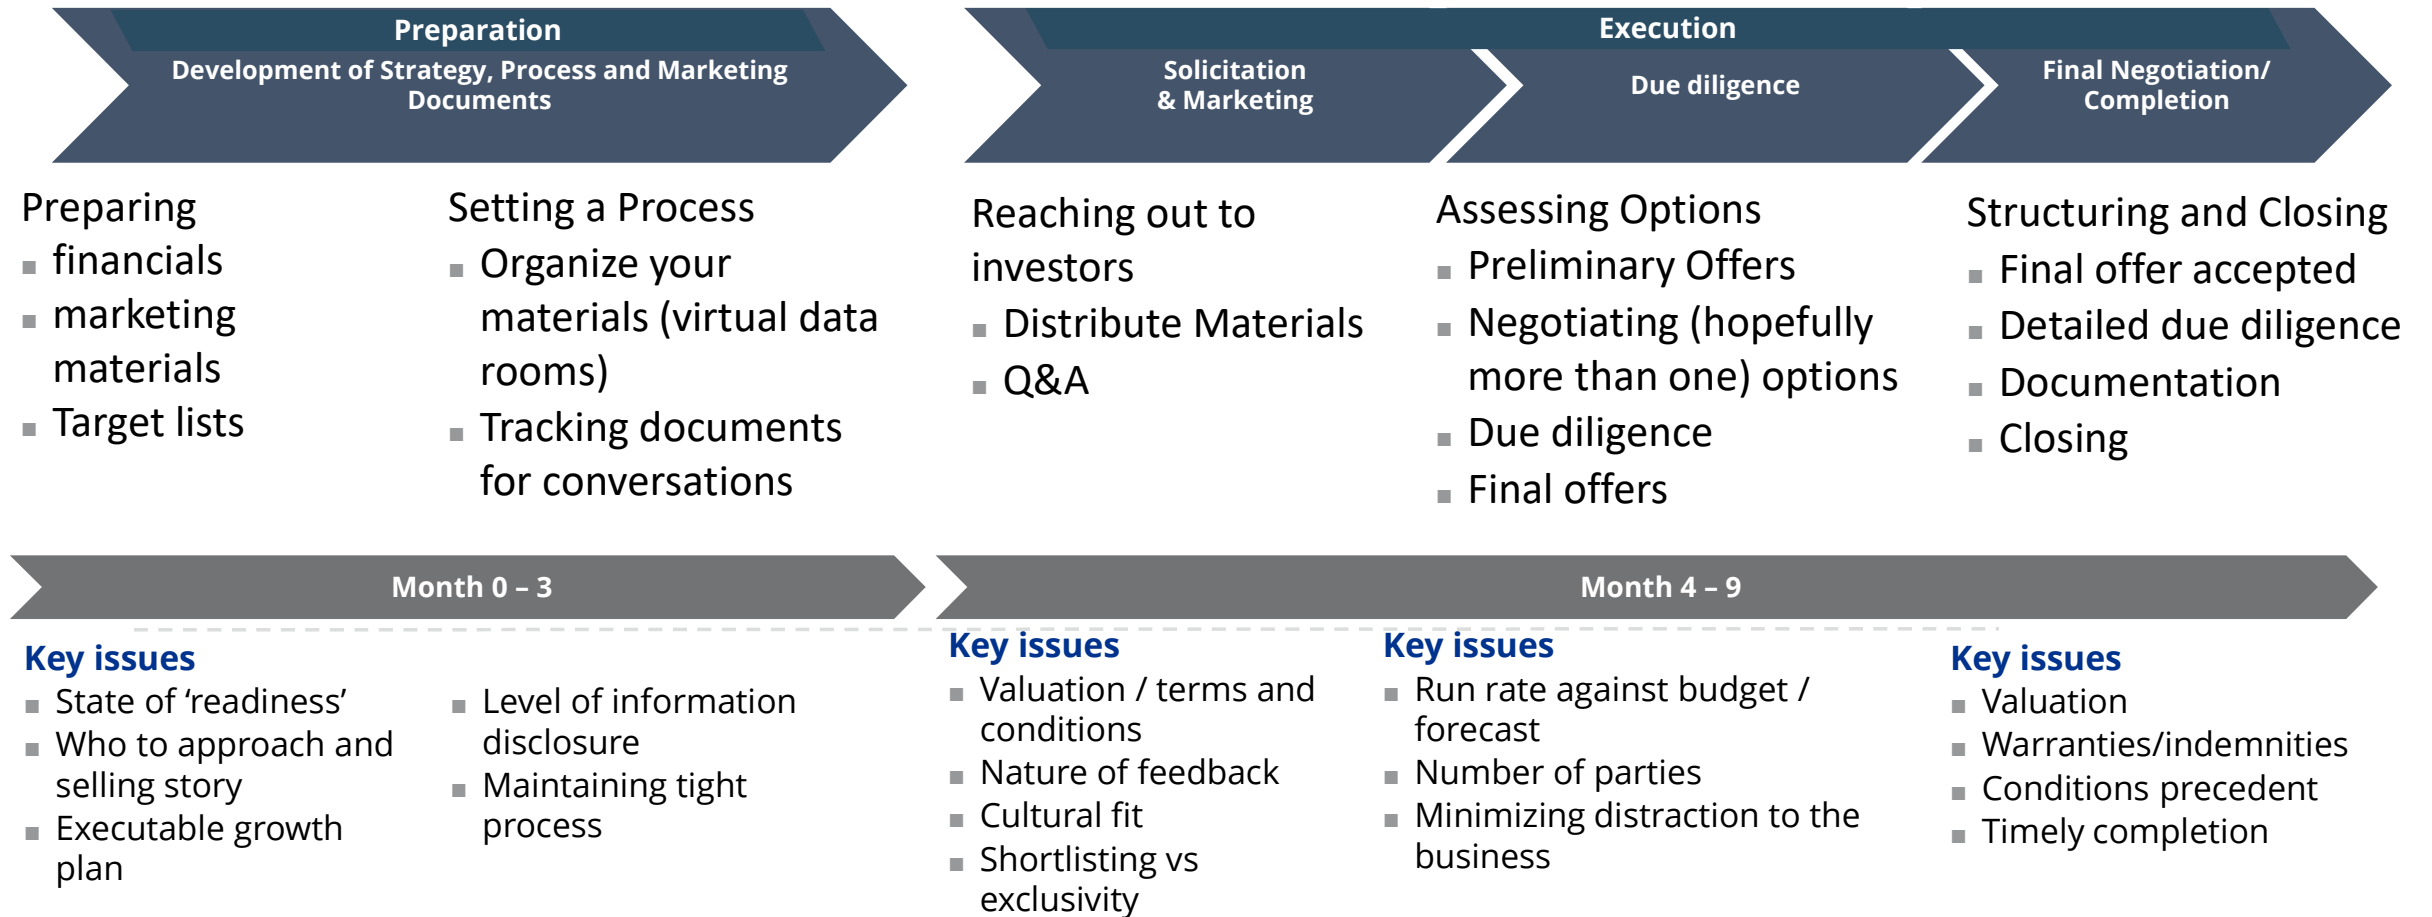 Preparation
Development of Strategy, Process and Marketing
Documents
Execution
Solicitation
& Marketing
Due diligence
Final Negotiation/
Completion
Preparing
financials
marketing
materials
Target lists
Setting a Process
Organize your
materials (virtual data
rooms)
Tracking documents
for conversations
Reaching out to
investors
Distribute Materials
Q&A
Assessing Options
Preliminary Offers
Negotiating (hopefully
more than one) options
Due diligence
Final offers
Structuring and Closing
Final offer accepted
Detailed due diligence
Documentation
Closing
Month 0 – 3
Month 4 – 9
Key issues
State of ‘readiness’
Who to approach and
selling story
Executable growth
plan
Level of information
disclosure
Maintaining tight
process
Key issues
Valuation / terms and
conditions
Nature of feedback
Cultural fit
Shortlisting vs
exclusivity
Key issues
Run rate against budget /
forecast
Number of parties
Minimizing distraction to the
business
Key issues
Valuation
Warranties/indemnities
Conditions precedent
Timely completion